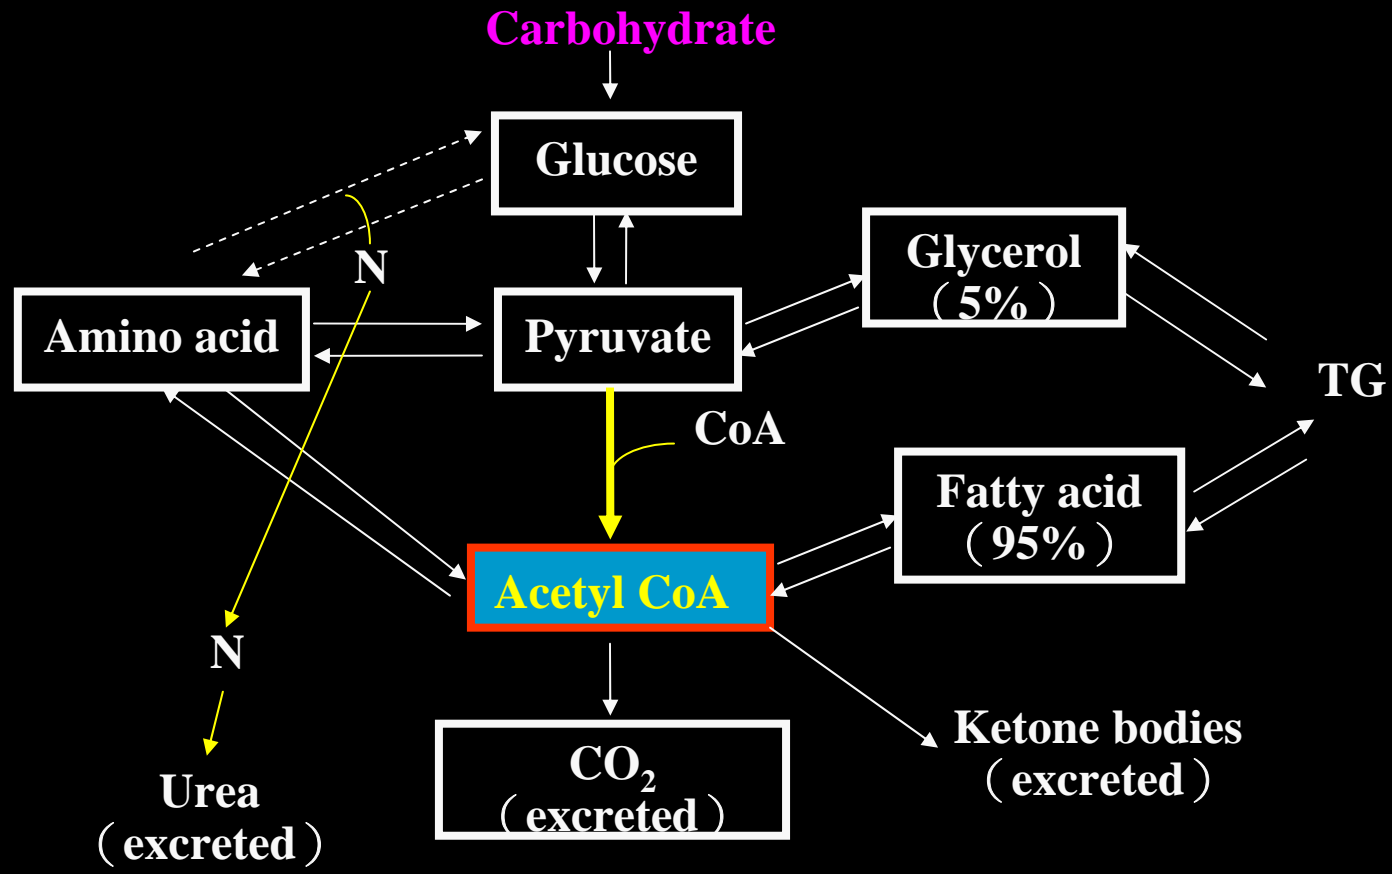 Carbohydrate
Glucose
N
Glycerol
（5%）
Amino acid
Pyruvate
TG
CoA
Fatty acid
（95%）
Acetyl CoA
N
Ketone bodies
（excreted）
CO₂
（excreted）
Urea
（excreted）